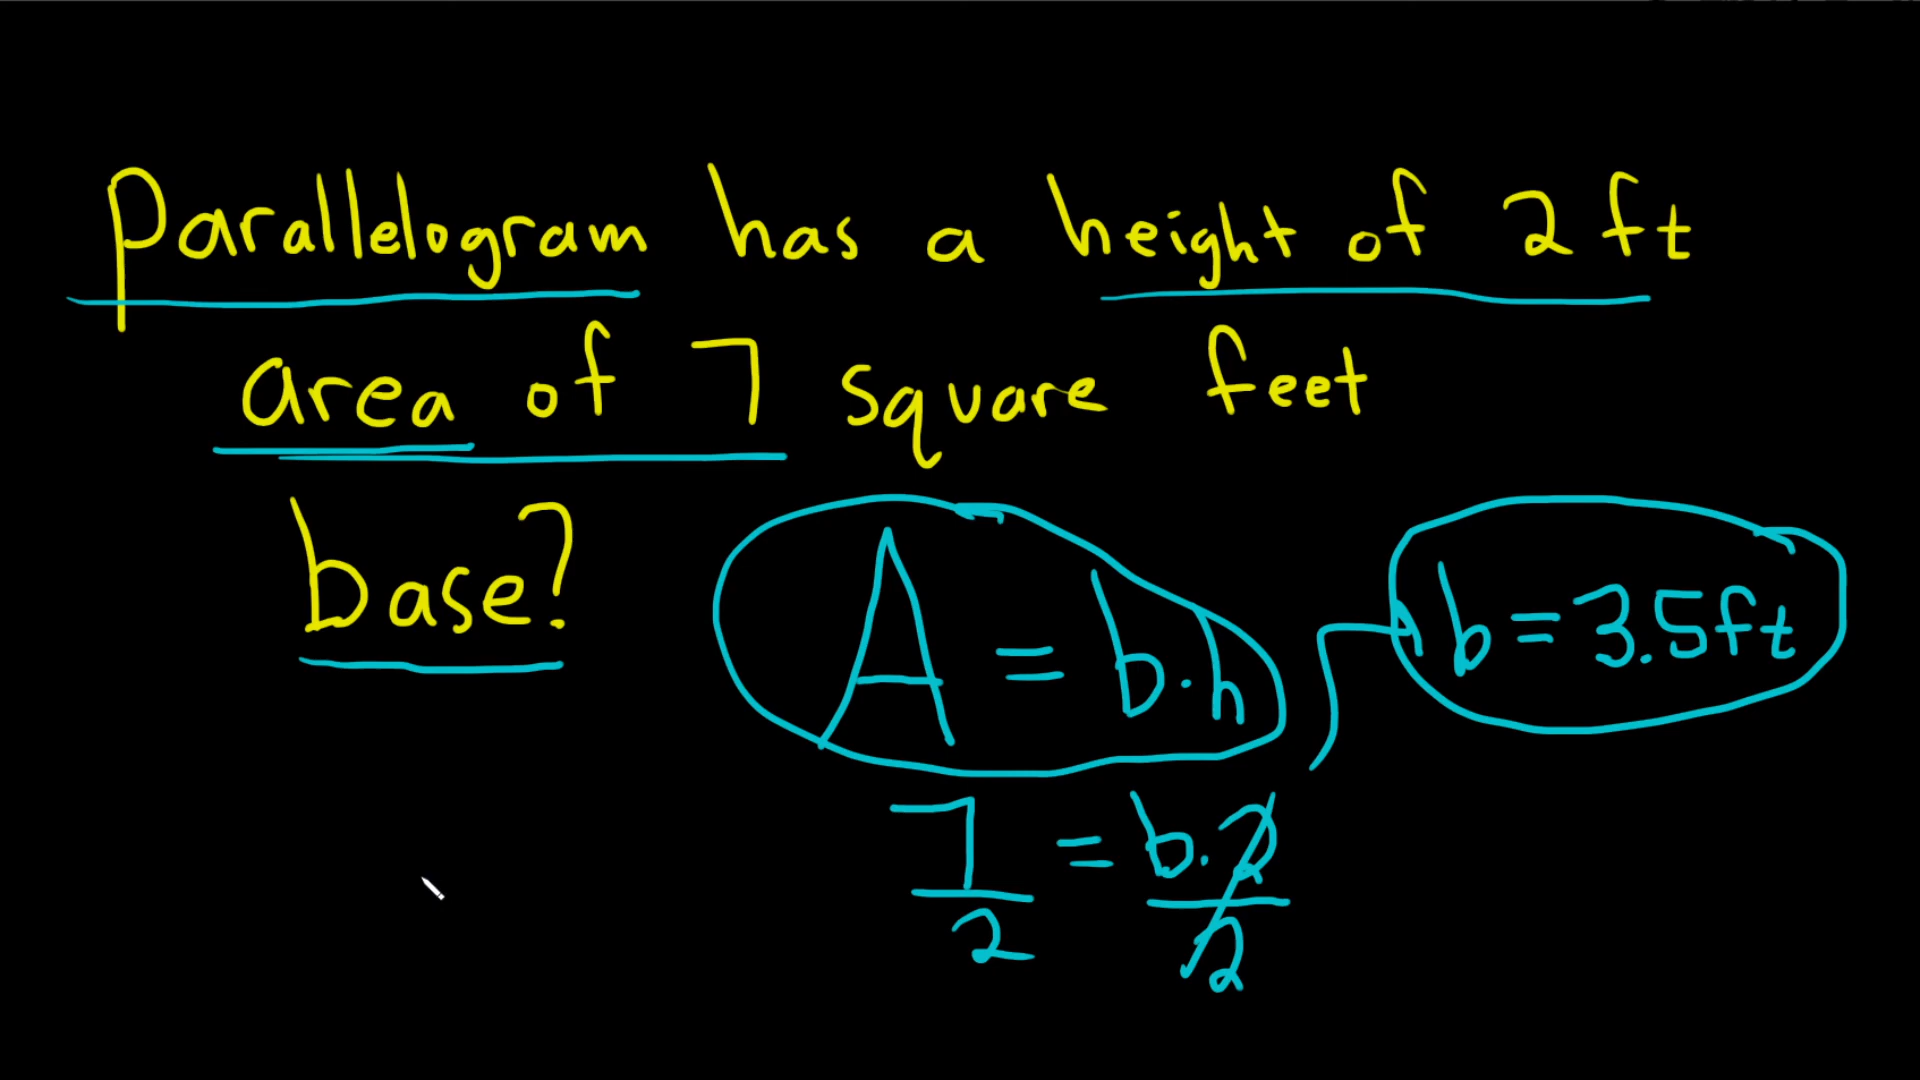 Parallelogram has a height of 2 ft
area of 7 square feet
base?
A = b·h
b = 3.5ft
7/2 = b·2/2